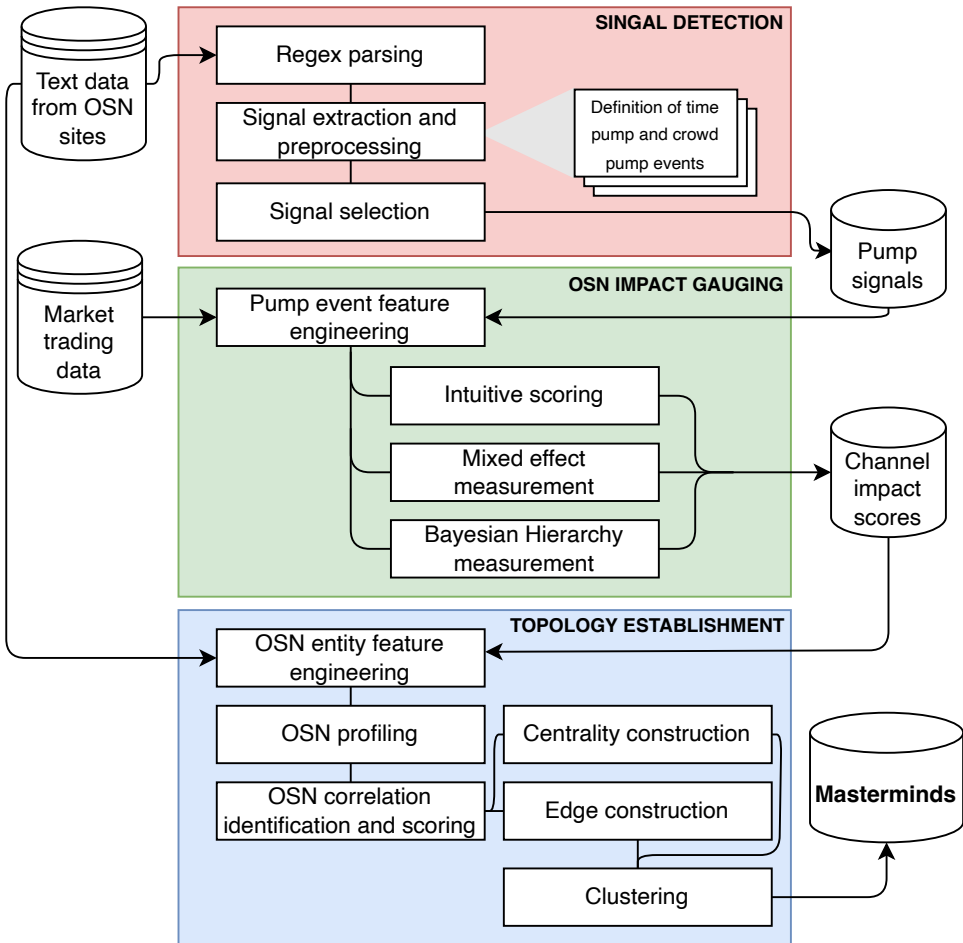 SINGAL DETECTION
Text data
from OSN
sites
Regex parsing
Signal extraction and
preprocessing
Definition of time
pump and crowd
pump events
Signal selection
Pump
signals
OSN IMPACT GAUGING
Market
trading
data
Pump event feature
engineering
Intuitive scoring
Mixed effect
measurement
Bayesian Hierarchy
measurement
Channel
impact
scores
TOPOLOGY ESTABLISHMENT
OSN entity feature
engineering
OSN profiling
OSN correlation
identification and scoring
Centrality construction
Edge construction
Clustering
Masterminds